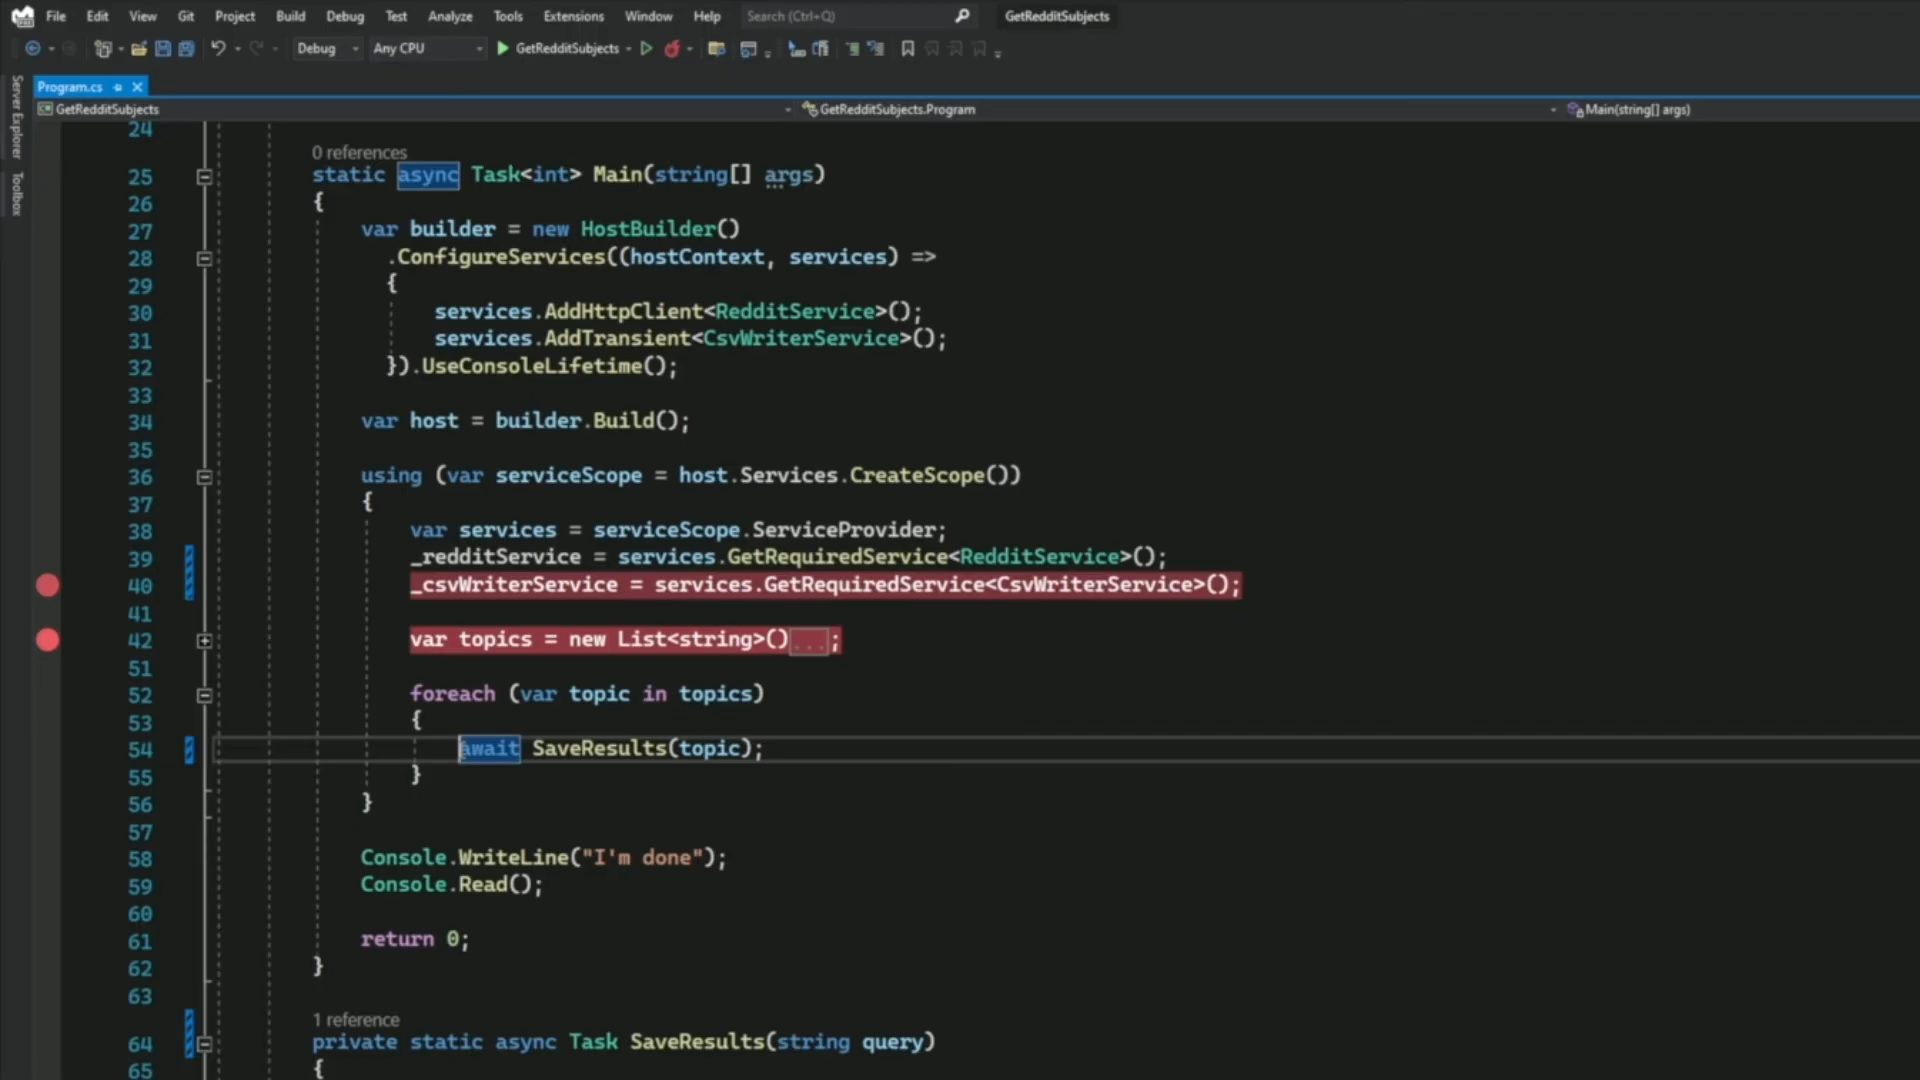 File Edit View Git Project Build Debug Test Analyze Tools Extensions Window Help Search (Ctrl+Q) GetRedditSubjects
Debug Any CPU GetRedditSubjects
Server Explorer
Toolbox
Program.cs
GetRedditSubjects GetRedditSubjects.Program Main(string[] args)
24
0 references
25 static async Task<int> Main(string[] args)
26 {
27 var builder = new HostBuilder()
28 .ConfigureServices((hostContext, services) =>
29 {
30 services.AddHttpClient<RedditService>();
31 services.AddTransient<CsvWriterService>();
32 }).UseConsoleLifetime();
33
34 var host = builder.Build();
35
36 using (var serviceScope = host.Services.CreateScope())
37 {
38 var services = serviceScope.ServiceProvider;
39 _redditService = services.GetRequiredService<RedditService>();
40 _csvWriterService = services.GetRequiredService<CsvWriterService>();
41
42 var topics = new List<string>()...;
51
52 foreach (var topic in topics)
53 {
54 await SaveResults(topic);
55 }
56 }
57
58 Console.WriteLine("I'm done");
59 Console.Read();
60
61 return 0;
62 }
63
1 reference
64 private static async Task SaveResults(string query)
65 {